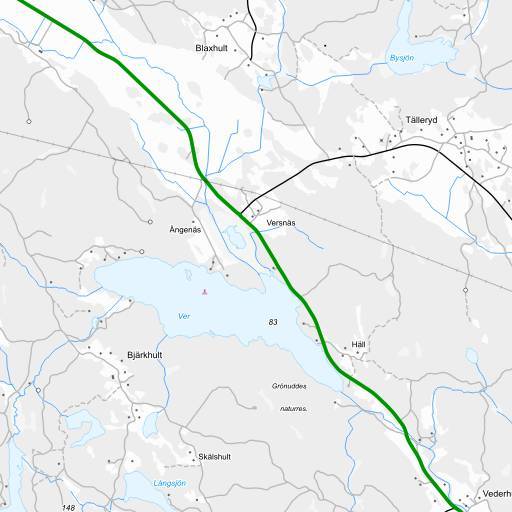 Blaxhult
Bysjön
Tälleryd
Versnäs
Ängenäs
Ver
83
Häll
Bjärkhult
Grönuddes
naturres.
Skälshult
Långsjön
148
Vederh